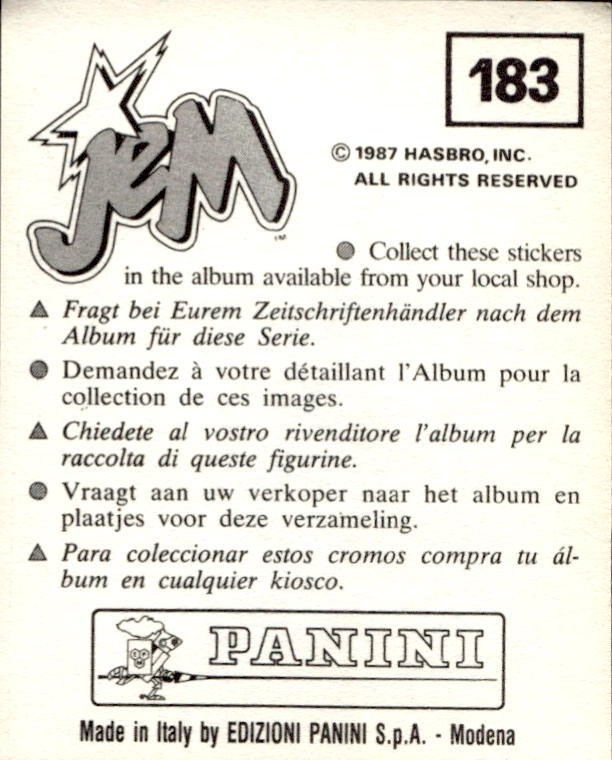 183
Jem
™
© 1987 HASBRO, INC.
ALL RIGHTS RESERVED
● Collect these stickers
in the album available from your local shop.
▲ Fragt bei Eurem Zeitschriftenhändler nach dem
Album für diese Serie.
● Demandez à votre détaillant l'Album pour la
collection de ces images.
▲ Chiedete al vostro rivenditore l'album per la
raccolta di queste figurine.
● Vraagt aan uw verkoper naar het album en
plaatjes voor deze verzameling.
▲ Para coleccionar estos cromos compra tu ál-
bum en cualquier kiosco.
PANINI
Made in Italy by EDIZIONI PANINI S.p.A. - Modena